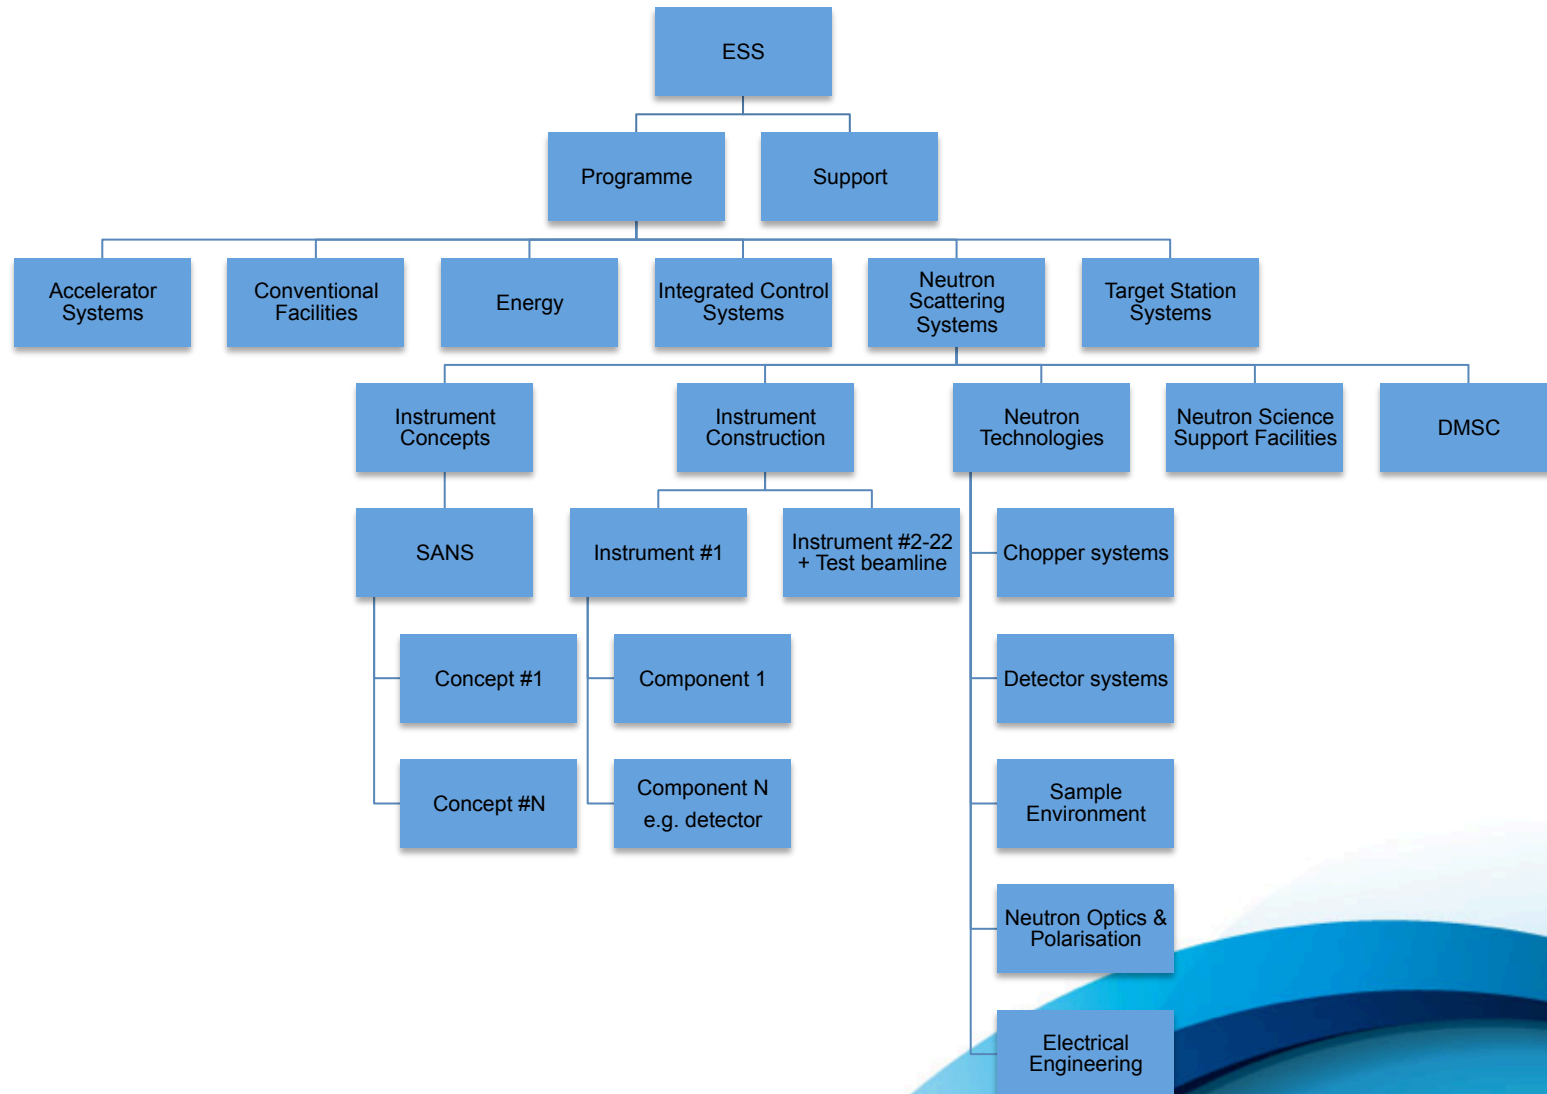 ESS
Programme
Support
Accelerator
Systems
Conventional
Facilities
Energy
Integrated Control
Systems
Neutron
Scattering
Systems
Target Station
Systems
Instrument
Concepts
Instrument
Construction
Neutron
Technologies
Neutron Science
Support Facilities
DMSC
SANS
Instrument #1
Instrument #2-22
+ Test beamline
Chopper systems
Concept #1
Component 1
Detector systems
Concept #N
Component N
e.g. detector
Sample
Environment
Neutron Optics &
Polarisation
Electrical
Engineering